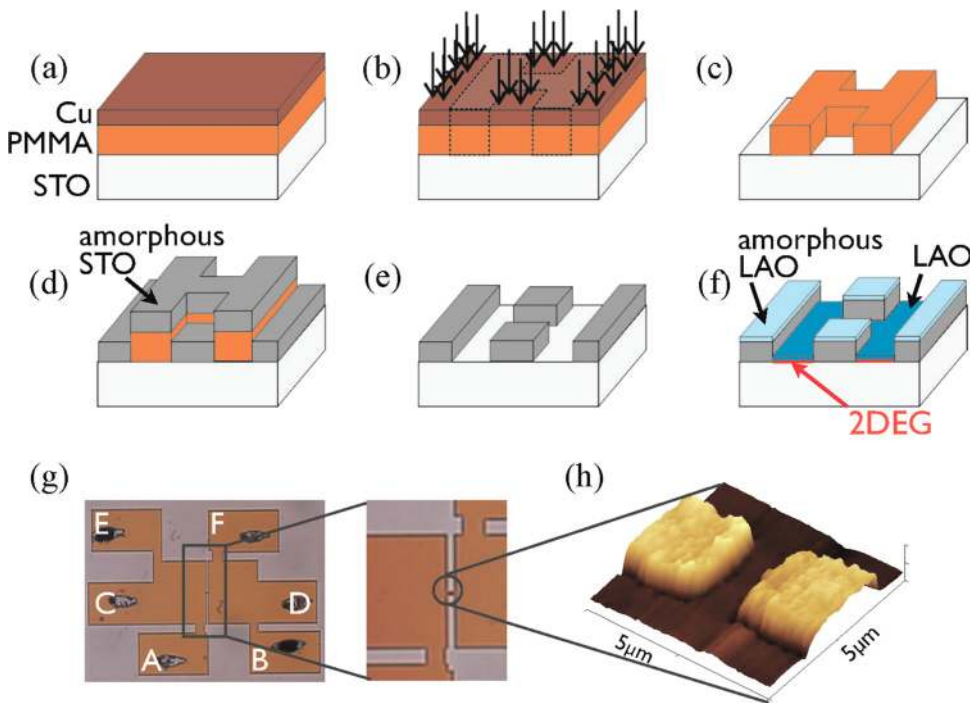 (a)
Cu
PMMA
STO
(b)
(c)
(d)
amorphous
STO
(e)
(f)
amorphous
LAO
LAO
2DEG
(g)
E
F
C
D
A
B
(h)
5μm
5μm